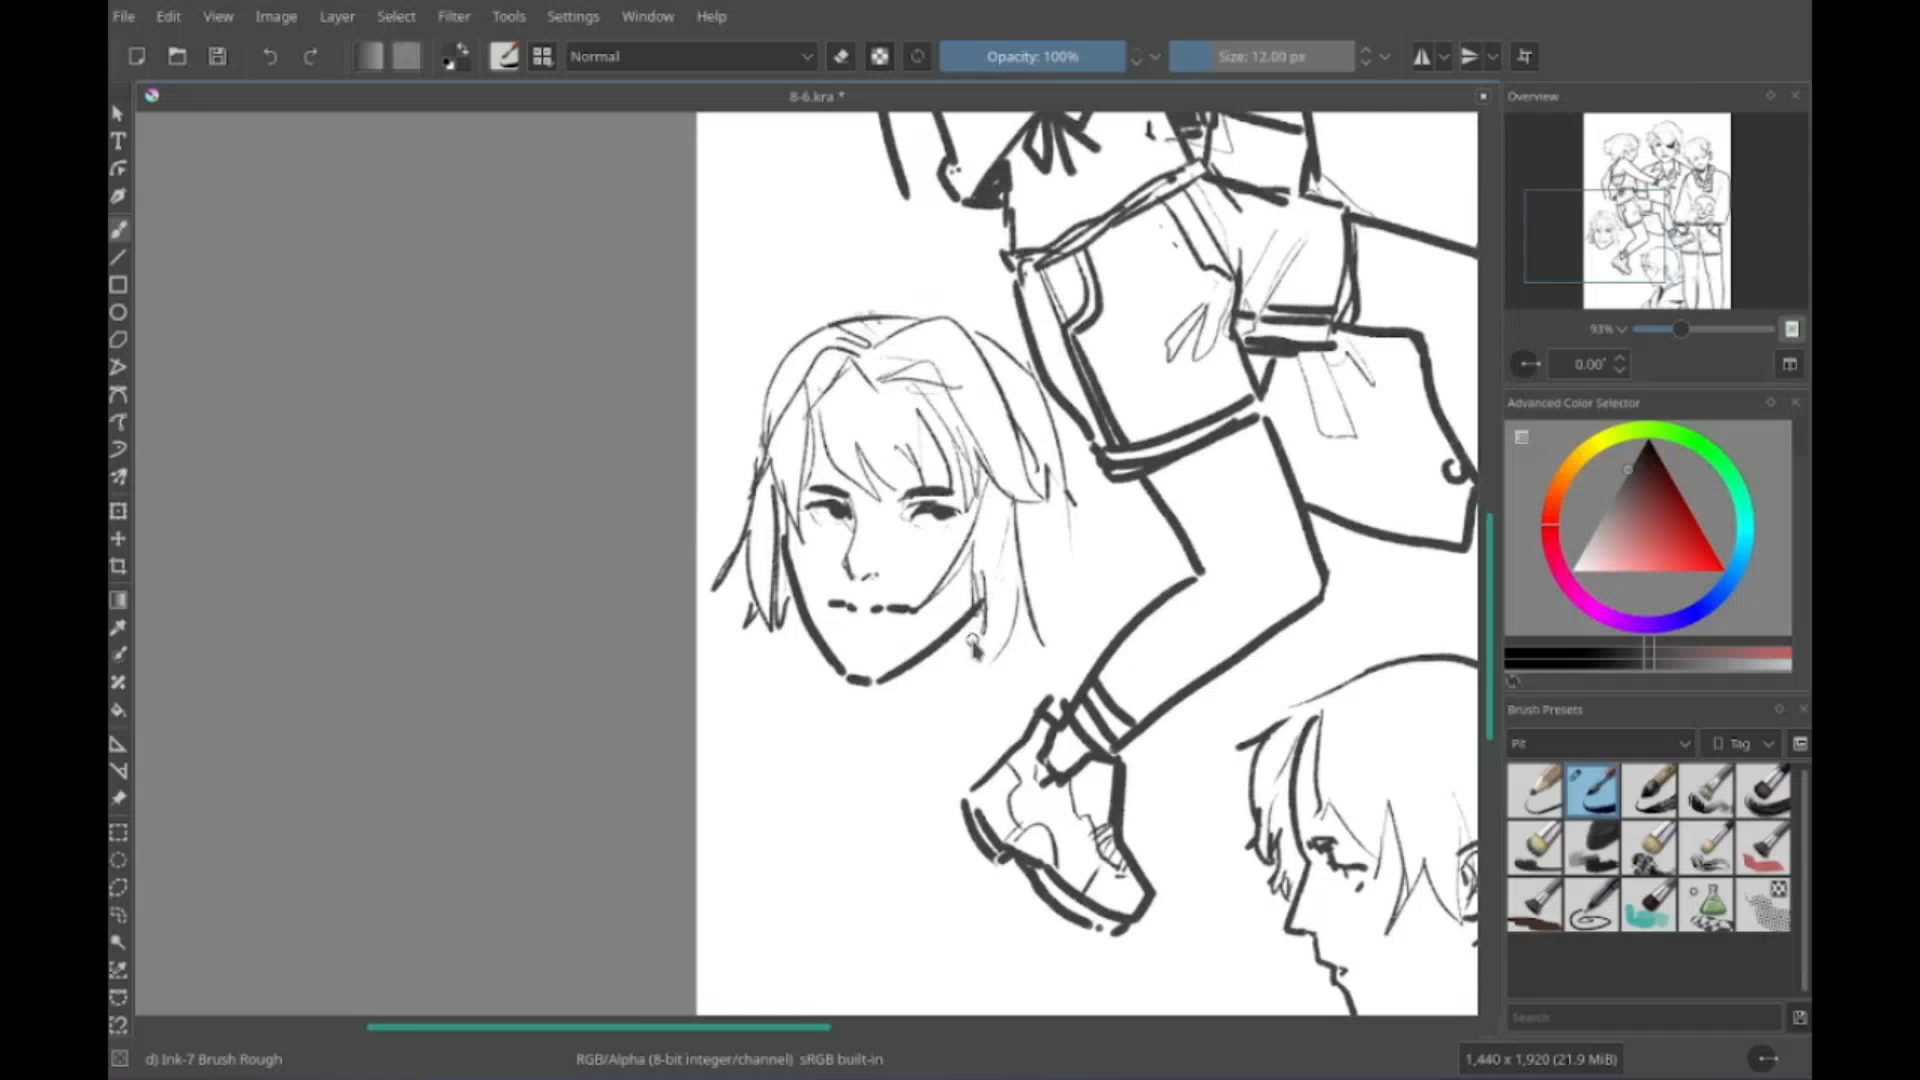 File Edit View Image Layer Select Filter Tools Settings Window Help
Normal Opacity: 100% Size: 12.00 px
8-6.kra *
Overview
93%
0.00°
Advanced Color Selector
Brush Presets
Pit Tag
Search
d) Ink-7 Brush Rough RGB/Alpha (8-bit integer/channel) sRGB built-in 1,440 x 1,920 (21.9 MiB)